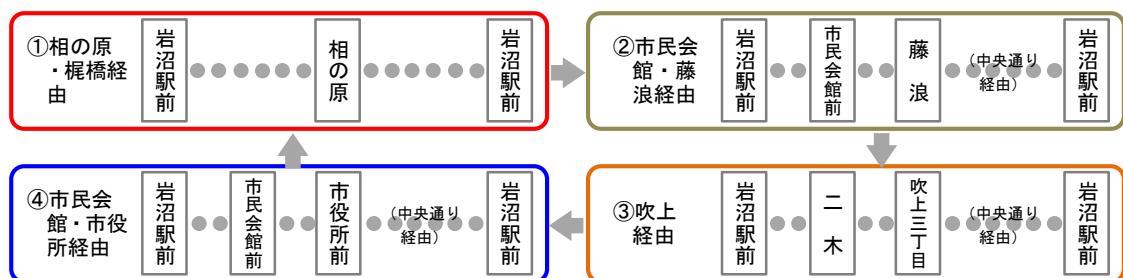 ①相の原
・梶橋経
由
岩沼駅前
相の原
岩沼駅前
②市民会
館・藤
浪経由
岩沼駅前
市民会館前
藤浪
(中央通り
経由)
岩沼駅前
④市民会
館・市役
所経由
岩沼駅前
市民会館前
市役所前
(中央通り
経由)
岩沼駅前
③吹上
経由
岩沼駅前
二木
吹上三丁目
(中央通り
経由)
岩沼駅前